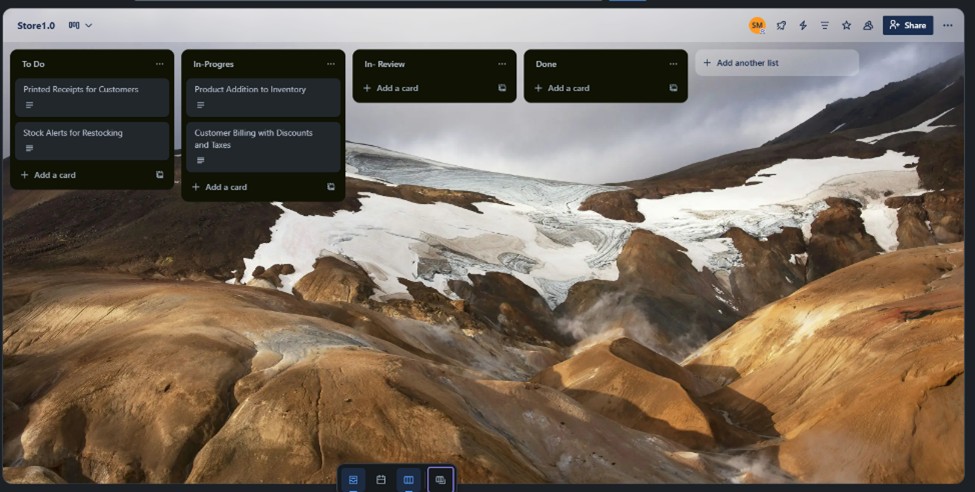 Store1.0
SM
Share
To Do
Printed Receipts for Customers
Stock Alerts for Restocking
Add a card
In-Progres
Product Addition to Inventory
Customer Billing with Discounts
and Taxes
Add a card
In- Review
Add a card
Done
Add a card
Add another list